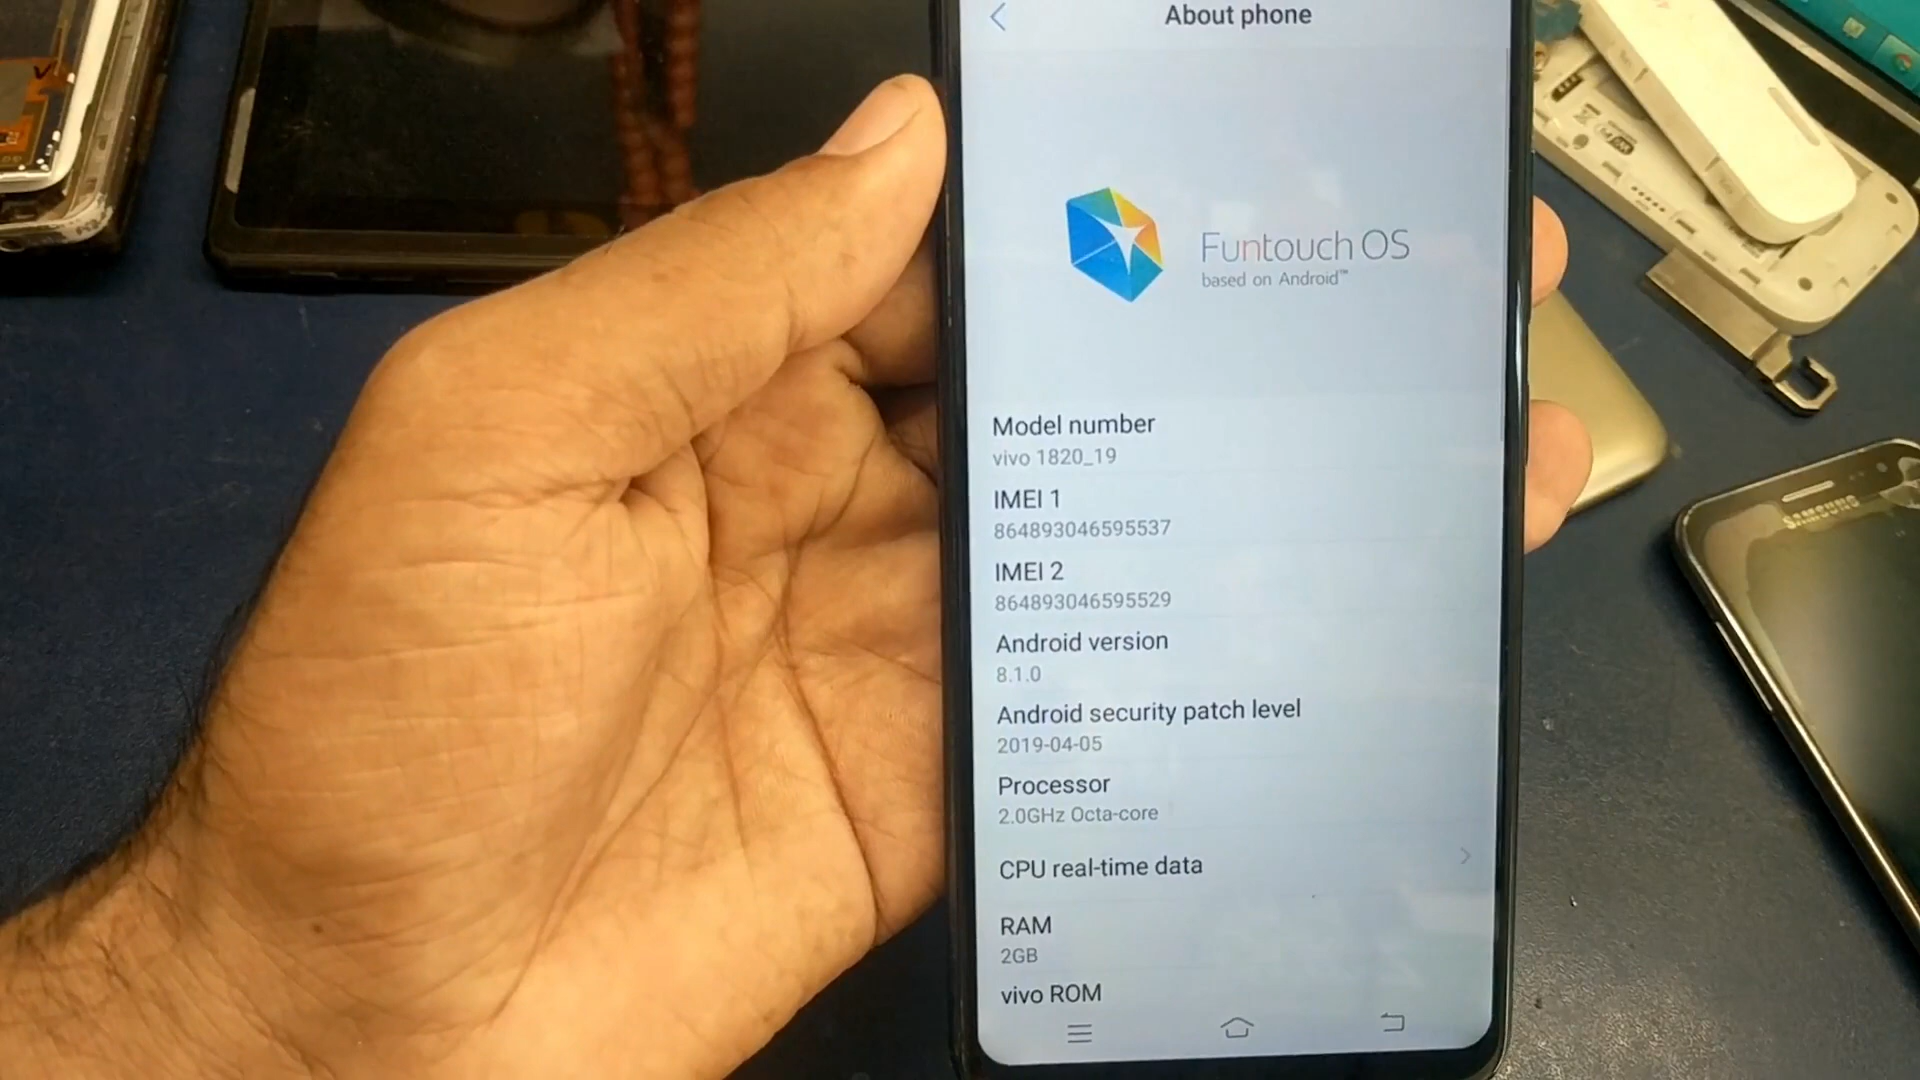 About phone
Funtouch OS
based on Android™
Model number
vivo 1820_19
IMEI 1
864893046595537
IMEI 2
864893046595529
Android version
8.1.0
Android security patch level
2019-04-05
Processor
2.0GHz Octa-core
CPU real-time data
RAM
2GB
vivo ROM
SAMSUNG